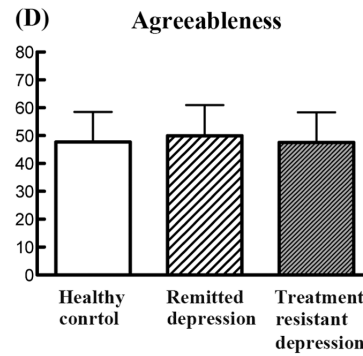 (D) Agreeableness
80
70
60
50
40
30
20
10
0
Healthy conrtol
Remitted depression
Treatment resistant depression